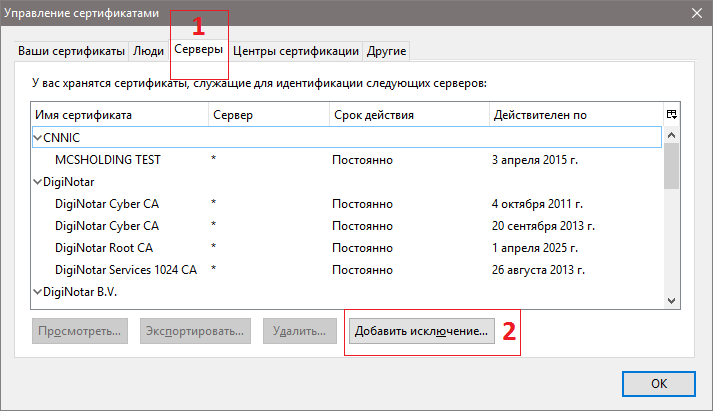 Управление сертификатами
1
Ваши сертификаты Люди Серверы Центры сертификации Другие
У вас хранятся сертификаты, служащие для идентификации следующих серверов:
Имя сертификата Сервер Срок действия Действителен по
CNNIC
MCSHOLDING TEST * Постоянно 3 апреля 2015 г.
DigiNotar
DigiNotar Cyber CA * Постоянно 4 октября 2011 г.
DigiNotar Cyber CA * Постоянно 20 сентября 2013 г.
DigiNotar Root CA * Постоянно 1 апреля 2025 г.
DigiNotar Services 1024 CA * Постоянно 26 августа 2013 г.
DigiNotar B.V.
Просмотреть... Экспортировать... Удалить... Добавить исключение... 2
OK